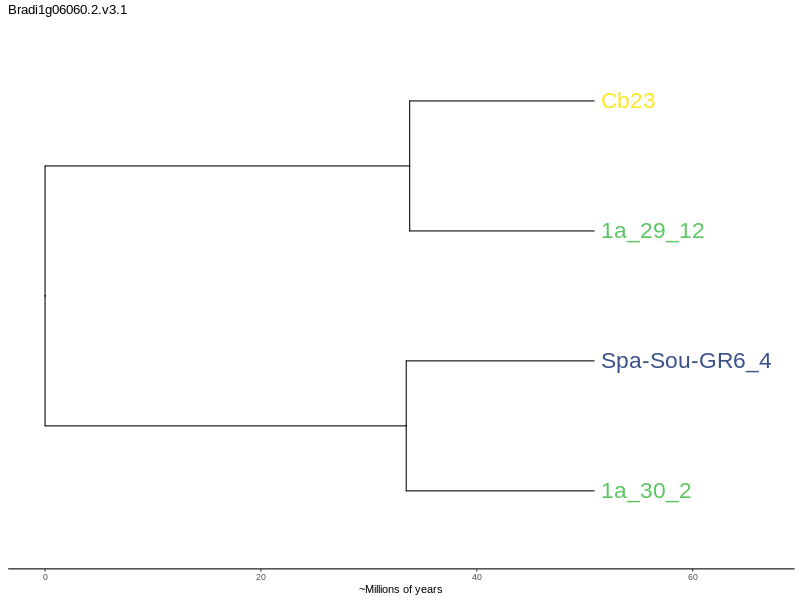 Bradi1g06060.2.v3.1
Cb23
1a_29_12
Spa-Sou-GR6_4
1a_30_2
0 20 40 60
~Millions of years